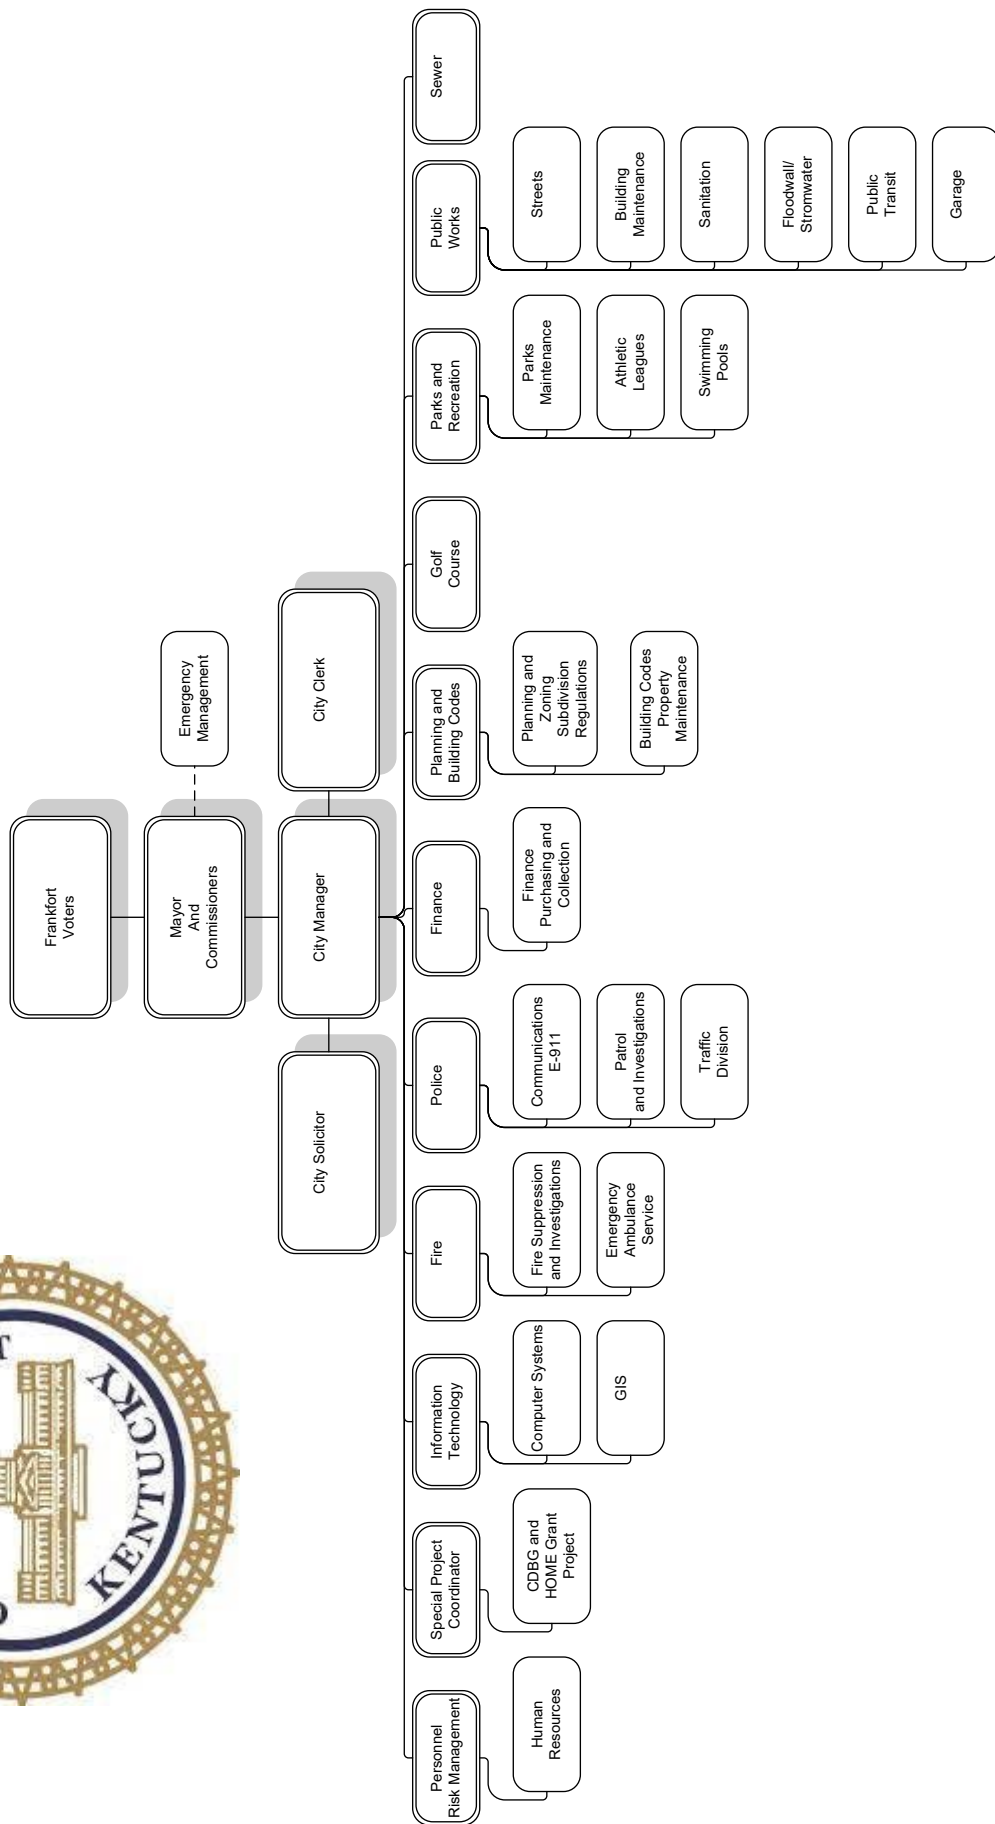 Frankfort
Voters
Mayor
And
Commissioners
Emergency
Management
City Solicitor
City Manager
City Clerk
Personnel
Risk Management
Human
Resources
Special Project
Coordinator
CDBG and
HOME Grant
Project
Information
Technology
Computer Systems
GIS
Fire
Fire Suppression
and Investigations
Emergency
Ambulance
Service
Police
Communications
E-911
Patrol
and Investigations
Traffic
Division
Finance
Finance
Purchasing and
Collection
Planning and
Building Codes
Planning and
Zoning
Subdivision
Regulations
Building Codes
Property
Maintenance
Golf
Course
Parks and
Recreation
Parks
Maintenance
Athletic
Leagues
Swimming
Pools
Public
Works
Streets
Building
Maintenance
Sanitation
Floodwall/
Stromwater
Public
Transit
Garage
Sewer
KENTUCKY